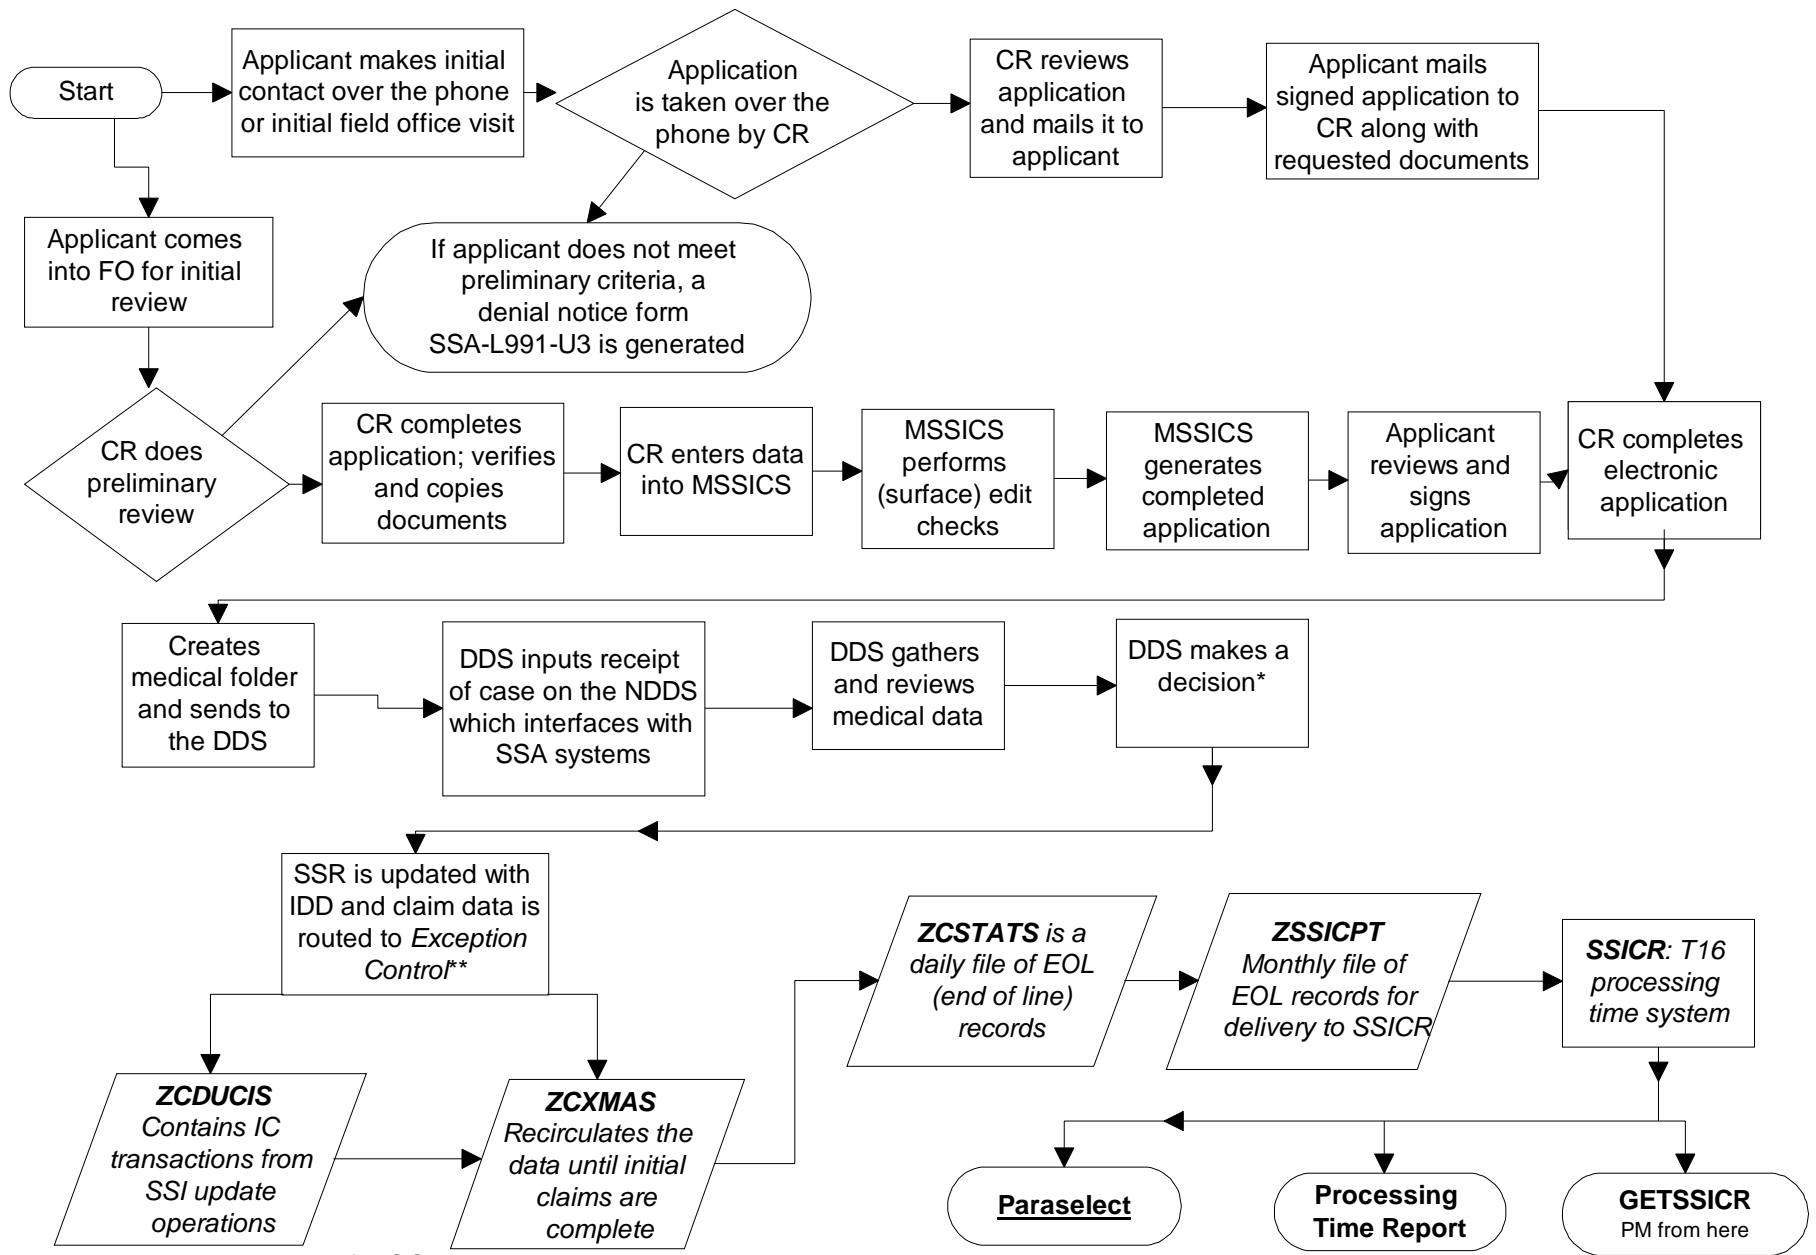 Start
Applicant makes initial
contact over the phone
or initial field office visit
Application
is taken over the
phone by CR
CR reviews
application
and mails it to
applicant
Applicant mails
signed application to
CR along with
requested documents
Applicant comes
into FO for initial
review
If applicant does not meet
preliminary criteria, a
denial notice form
SSA-L991-U3 is generated
CR does
preliminary
review
CR completes
application; verifies
and copies
documents
CR enters data
into MSSICS
MSSICS
performs
(surface) edit
checks
MSSICS
generates
completed
application
Applicant
reviews and
signs
application
CR completes
electronic
application
Creates
medical folder
and sends to
the DDS
DDS inputs receipt
of case on the NDDS
which interfaces with
SSA systems
DDS gathers
and reviews
medical data
DDS makes a
decision*
SSR is updated with
IDD and claim data is
routed to Exception
Control**
ZCDUCIS
Contains IC
transactions from
SSI update
operations
ZCXMAS
Recirculates the
data until initial
claims are
complete
ZCSTATS is a
daily file of EOL
(end of line)
records
ZSSICPT
Monthly file of
EOL records for
delivery to SSICR
SSICR: T16
processing
time system
Paraselect
Processing
Time Report
GETSSICR
PM from here